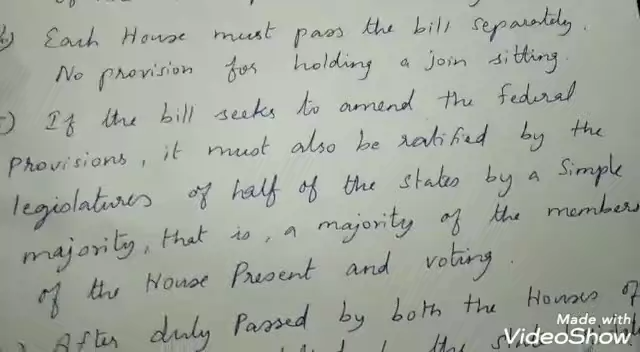 b) Each House must pass the bill separately.
No provision for holding a join sitting.
c) If the bill seeks to amend the federal
Provisions, it must also be ratified by the
legislatures of half of the states by a simple
majority, that is, a majority of the members
of the House Present and voting.
) After duly Passed by both the Houses of
the state
Made with
VideoShow